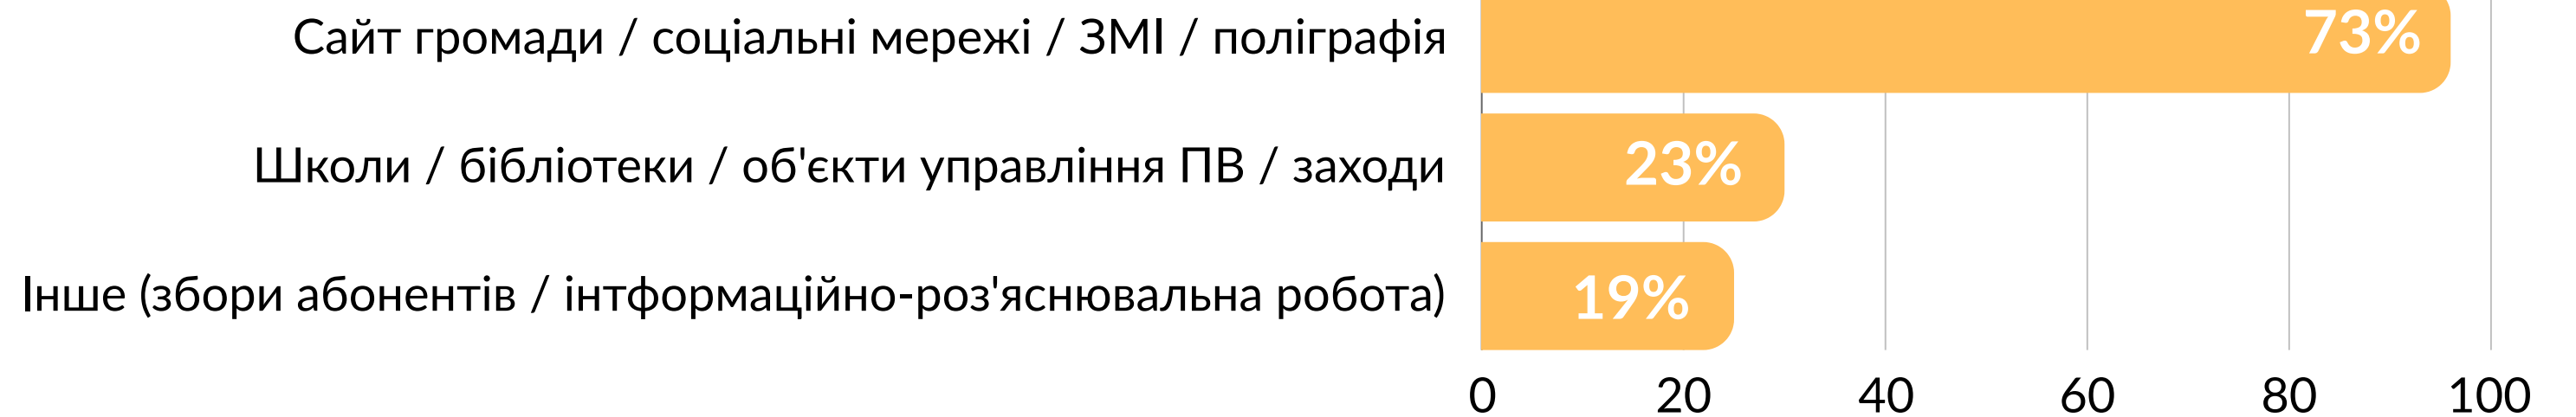 Сайт громади / соціальні мережі / ЗМІ / поліграфія
73%
Школи / бібліотеки / об'єкти управління ПВ / заходи
23%
Інше (збори абонентів / інтформаційно-роз'яснювальна робота)
19%
0 20 40 60 80 100